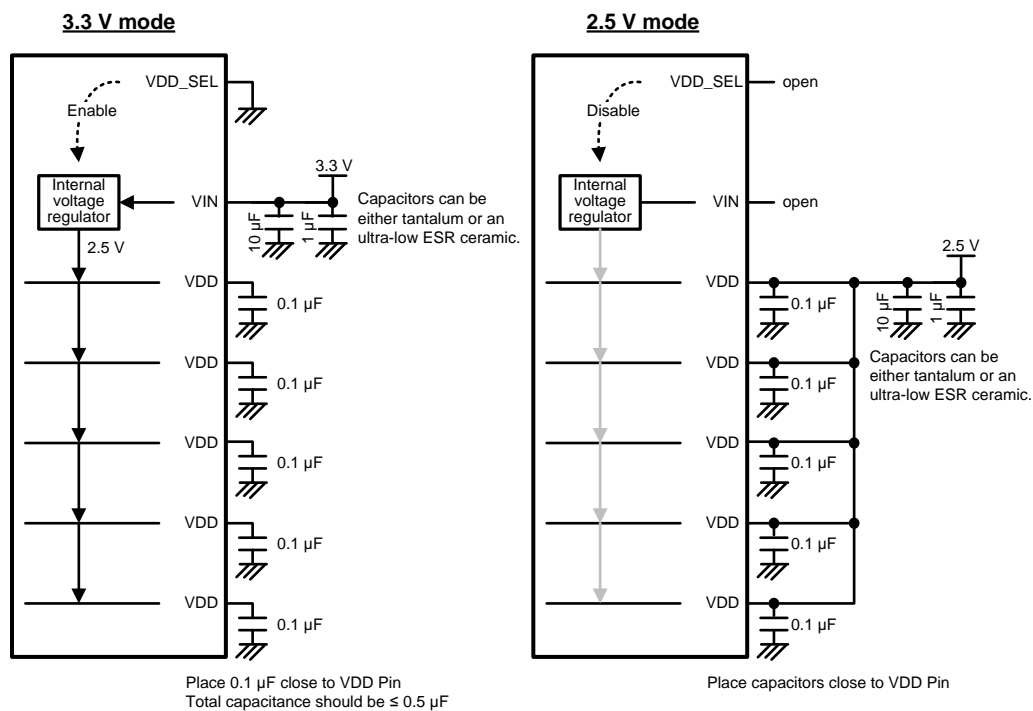 3.3 V mode
VDD_SEL
Enable
Internal
voltage
regulator
VIN
3.3 V
10 µF
1 µF
Capacitors can be
either tantalum or an
ultra-low ESR ceramic.
2.5 V
VDD
0.1 µF
VDD
0.1 µF
VDD
0.1 µF
VDD
0.1 µF
VDD
0.1 µF
Place 0.1 µF close to VDD Pin
Total capacitance should be ≤ 0.5 µF
2.5 V mode
VDD_SEL
open
Disable
Internal
voltage
regulator
VIN
open
2.5 V
VDD
0.1 µF
10 µF
1 µF
Capacitors can be
either tantalum or an
ultra-low ESR ceramic.
VDD
0.1 µF
VDD
0.1 µF
VDD
0.1 µF
VDD
0.1 µF
Place capacitors close to VDD Pin